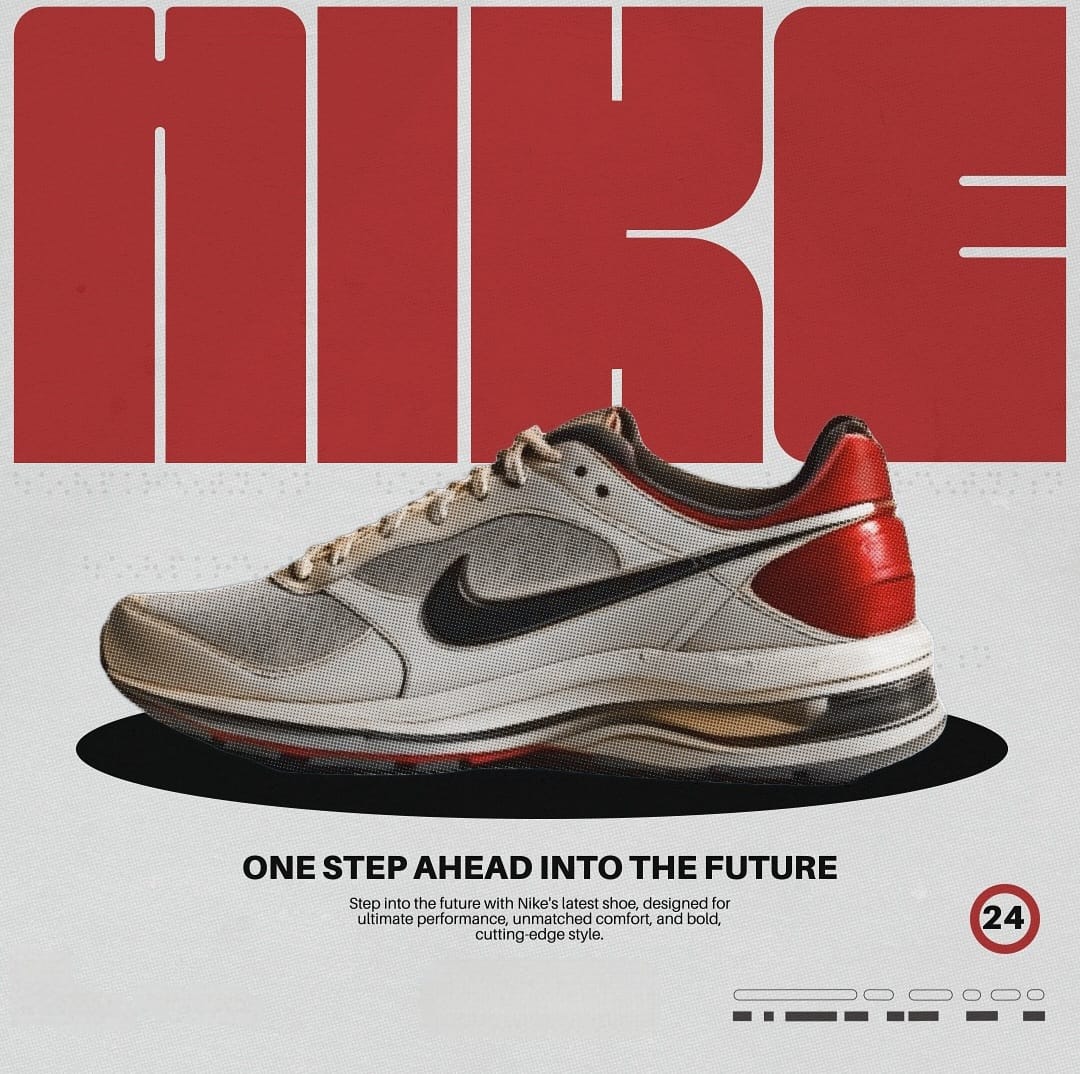 NIKE
ONE STEP AHEAD INTO THE FUTURE
Step into the future with Nike's latest shoe, designed for
ultimate performance, unmatched comfort, and bold,
cutting-edge style.
24